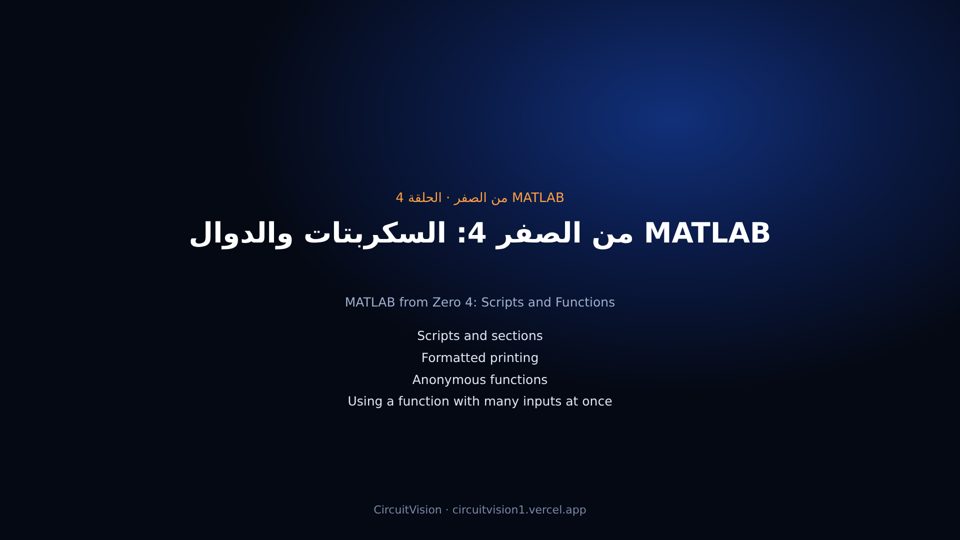 MATLAB من الصفر · الحلقة 4
MATLAB من الصفر 4: السكربتات والدوال
MATLAB from Zero 4: Scripts and Functions
Scripts and sections
Formatted printing
Anonymous functions
Using a function with many inputs at once
CircuitVision · circuitvision1.vercel.app